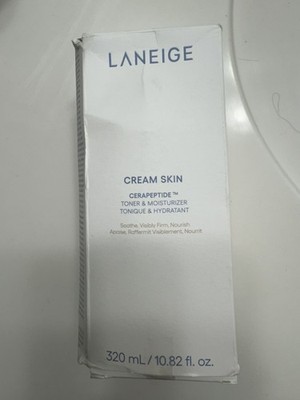 LANEIGE
CREAM SKIN
CERAPEPTIDE™
TONER & MOISTURIZER
TONIQUE & HYDRATANT
Soothe, Visibly Firm, Nourish
Apaise, Raffermit Visiblement, Nourrit
320 mL / 10.82 fl. oz.